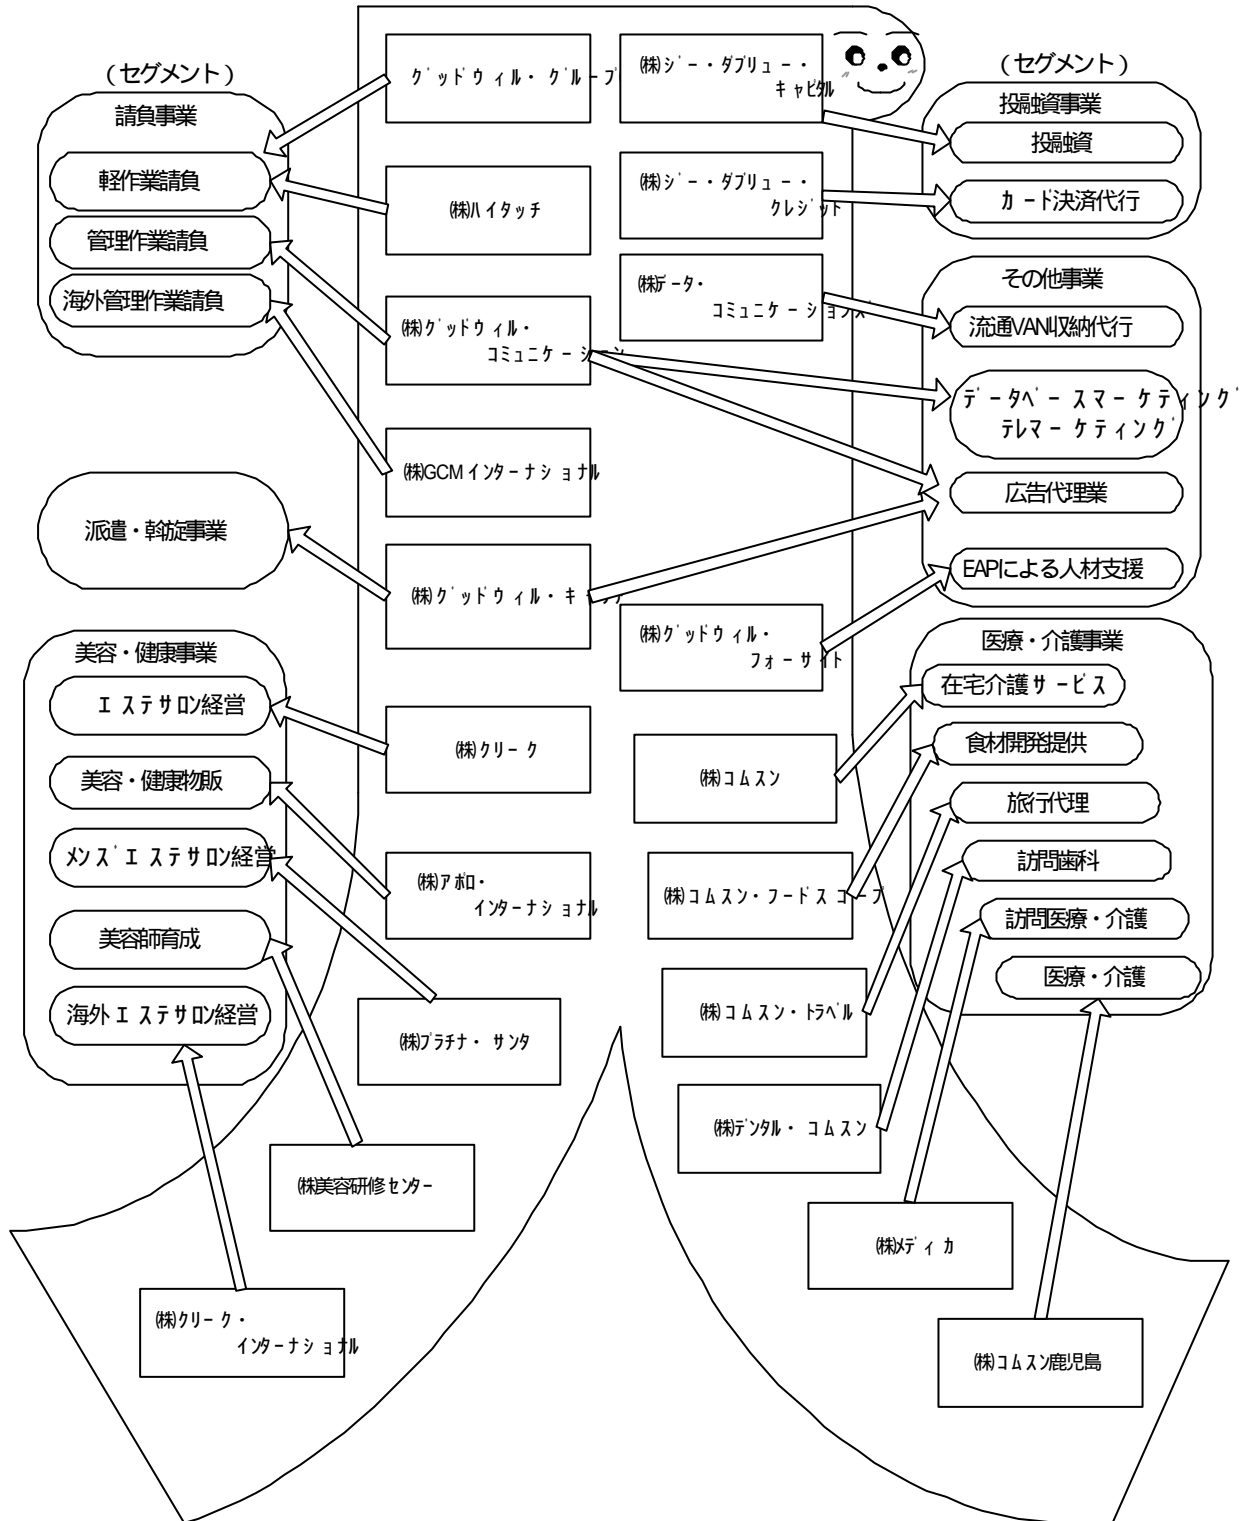 (セグメント)
請負事業
軽作業請負
管理作業請負
海外管理作業請負
派遣・斡旋事業
美容・健康事業
エステサロン経営
美容・健康物販
メンズエステサロン経営
美容師育成
海外エステサロン経営
グッドウィル・グループ
㈱ハイタッチ
㈱グッドウィル・
コミュニケーション
㈱GCMインターナショナル
㈱グッドウィル・キャリア
㈱クリーク
㈱アポロ・
インターナショナル
㈱プラチナ・サンタ
㈱美容研修センター
㈱クリーク・
インターナショナル
㈱ジー・ダブリュー・
キャピタル
㈱ジー・ダブリュー・
クレジット
㈱データ・
コミュニケーションズ
㈱グッドウィル・
フォーサイト
㈱コムスン
㈱コムスン・フードスコープ
㈱コムスン・トラベル
㈱デンタル・コムスン
㈱メディカ
㈱コムスン鹿児島
(セグメント)
投融資事業
投融資
カード決済代行
その他事業
流通VAN収納代行
データベースマーケティング
テレマーケティング
広告代理業
EAPによる人材支援
医療・介護事業
在宅介護サービス
食材開発提供
旅行代理
訪問歯科
訪問医療・介護
医療・介護